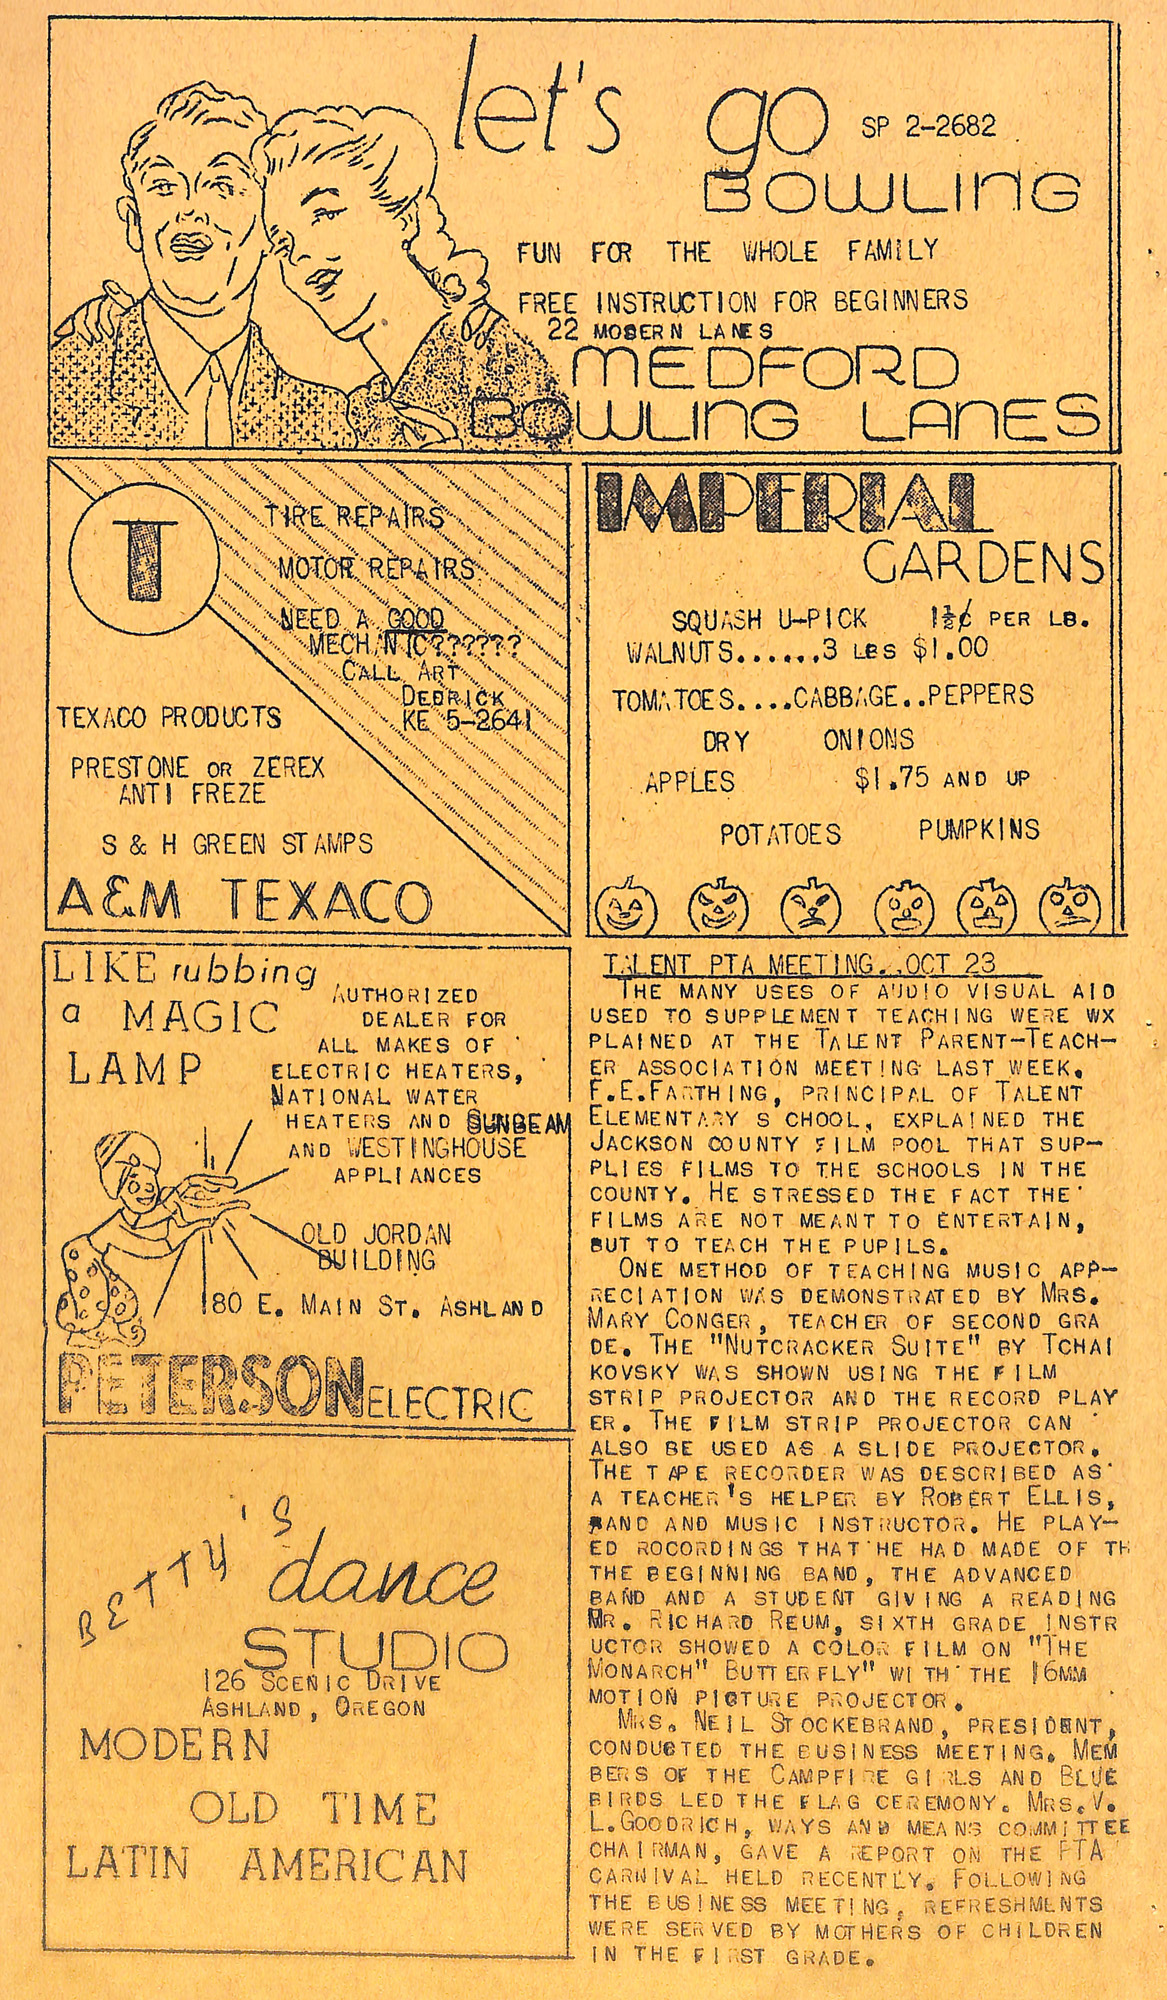 let's go SP 2-2682
BOWLING
FUN FOR THE WHOLE FAMILY
FREE INSTRUCTION FOR BEGINNERS
22 MODERN LANES
MEDFORD
BOWLING LANES
T
TIRE REPAIRS
MOTOR REPAIRS
NEED A GOOD
MECHANIC??????
CALL ART
DEDRICK
KE 5-2641
TEXACO PRODUCTS
PRESTONE OR ZEREX
ANTI FREZE
S & H GREEN STAMPS
A&M TEXACO
IMPERIAL
GARDENS
SQUASH U-PICK 1½¢ PER LB.
WALNUTS......3 LBS $1.00
TOMATOES....CABBAGE..PEPPERS
DRY ONIONS
APPLES $1.75 AND UP
POTATOES PUMPKINS
LIKE rubbing
a MAGIC
LAMP
AUTHORIZED
DEALER FOR
ALL MAKES OF
ELECTRIC HEATERS,
NATIONAL WATER
HEATERS AND SUNBEAM
AND WESTINGHOUSE
APPLIANCES
OLD JORDAN
BUILDING
180 E. MAIN ST. ASHLAND
PETERSON ELECTRIC
BETTY'S
dance
STUDIO
126 SCENIC DRIVE
ASHLAND, OREGON
MODERN
OLD TIME
LATIN AMERICAN
TALENT PTA MEETING...OCT 23
THE MANY USES OF AUDIO VISUAL AID
USED TO SUPPLEMENT TEACHING WERE WX
PLAINED AT THE TALENT PARENT-TEACH-
ER ASSOCIATION MEETING LAST WEEK.
F.E.FARTHING, PRINCIPAL OF TALENT
ELEMENTARY S CHOOL, EXPLAINED THE
JACKSON COUNTY FILM POOL THAT SUP-
PLIES FILMS TO THE SCHOOLS IN THE
COUNTY. HE STRESSED THE FACT THE
FILMS ARE NOT MEANT TO ENTERTAIN,
BUT TO TEACH THE PUPILS.
ONE METHOD OF TEACHING MUSIC APP-
RECIATION WAS DEMONSTRATED BY MRS.
MARY CONGER, TEACHER OF SECOND GRA
DE. THE "NUTCRACKER SUITE" BY TCHAI
KOVSKY WAS SHOWN USING THE FILM
STRIP PROJECTOR AND THE RECORD PLAY
ER. THE FILM STRIP PROJECTOR CAN
ALSO BE USED AS A SLIDE PROJECTOR.
THE TAPE RECORDER WAS DESCRIBED AS
A TEACHER'S HELPER BY ROBERT ELLIS,
BAND AND MUSIC INSTRUCTOR. HE PLAY-
ED ROCORDINGS THAT HE HAD MADE OF TH
THE BEGINNING BAND, THE ADVANCED
BAND AND A STUDENT GIVING A READING
MR. RICHARD REUM, SIXTH GRADE INSTR
UCTOR SHOWED A COLOR FILM ON "THE
MONARCH" BUTTERFLY" WITH THE 16MM
MOTION PICTURE PROJECTOR.
MRS. NEIL STOCKEBRAND, PRESIDENT,
CONDUCTED THE BUSINESS MEETING. MEM
BERS OF THE CAMPFIRE GIRLS AND BLUE
BIRDS LED THE FLAG CEREMONY. MRS.V.
L.GOODRICH, WAYS AND MEANS COMMITTEE
CHAIRMAN, GAVE A REPORT ON THE PTA
CARNIVAL HELD RECENTLY. FOLLOWING
THE BUSINESS MEETING, REFRESHMENTS
WERE SERVED BY MOTHERS OF CHILDREN
IN THE FIRST GRADE.